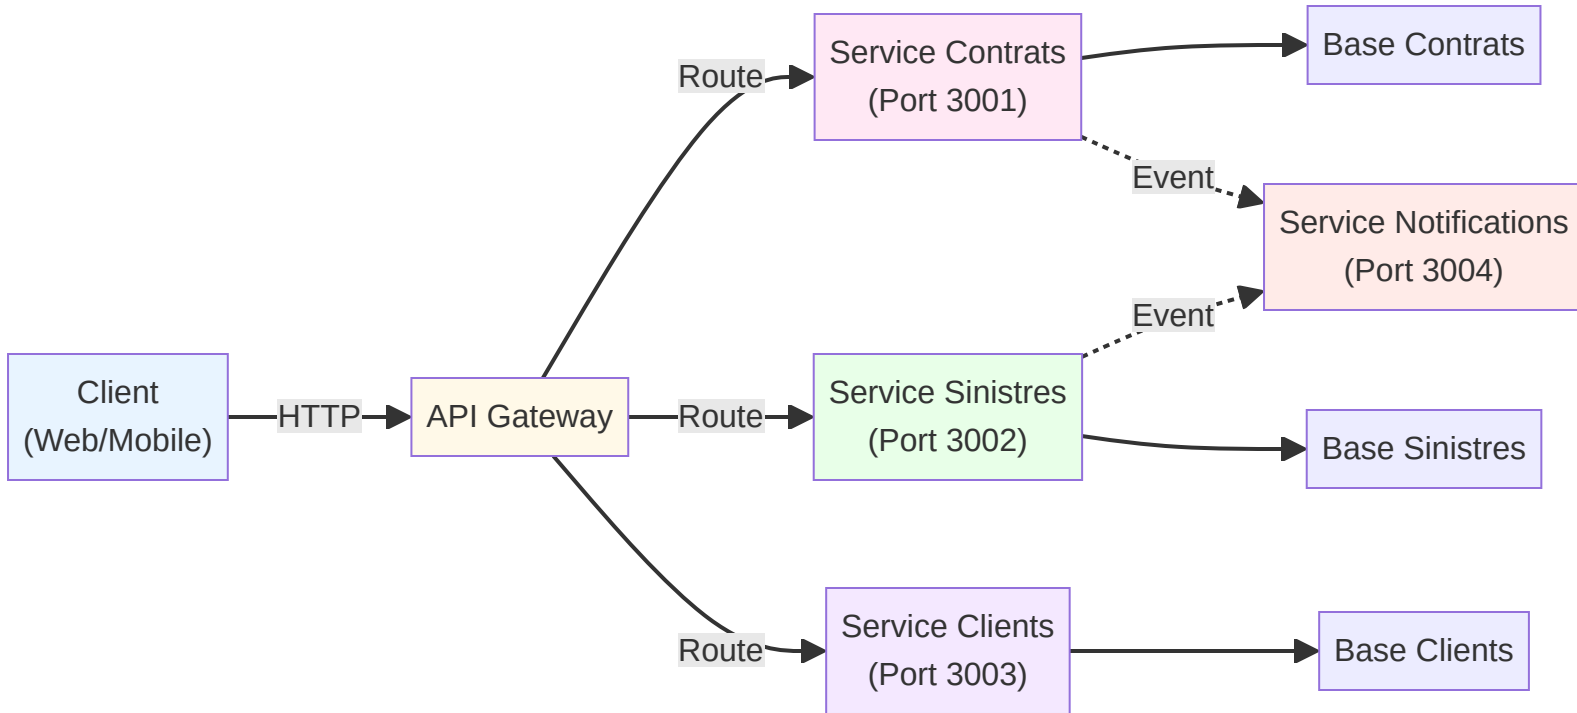 Client
(Web/Mobile)
HTTP
API Gateway
Route
Service Contrats
(Port 3001)
Base Contrats
Event
Service Notifications
(Port 3004)
Event
Route
Service Sinistres
(Port 3002)
Base Sinistres
Route
Service Clients
(Port 3003)
Base Clients